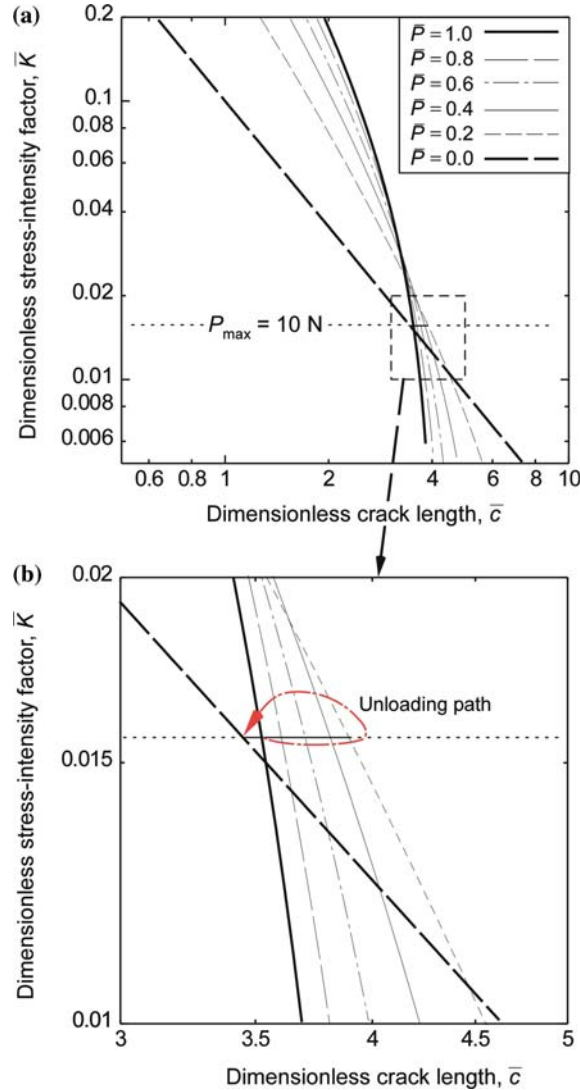 (a)
Dimensionless stress-intensity factor, K̅
0.2
0.1
0.08
0.06
0.04
0.02
0.01
0.008
0.006
P̅ = 1.0
P̅ = 0.8
P̅ = 0.6
P̅ = 0.4
P̅ = 0.2
P̅ = 0.0
Pmax = 10 N
0.6 1 2 4 6 8 10
Dimensionless crack length, c̅
(b)
Dimensionless stress-intensity factor, K̅
0.02
0.015
0.01
Unloading path
3 3.5 4 4.5 5
Dimensionless crack length, c̅